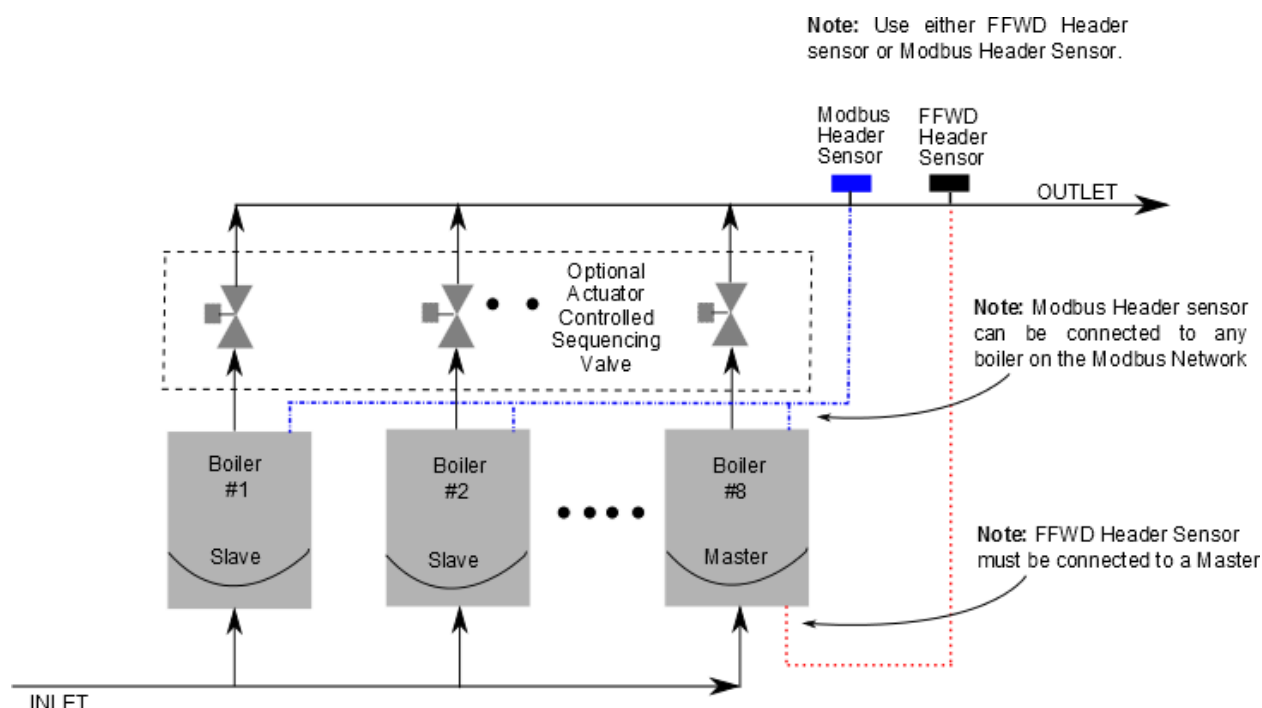 Note: Use either FFWD Header
sensor or Modbus Header Sensor.
Modbus
Header
Sensor
FFWD
Header
Sensor
OUTLET
Optional
Actuator
Controlled
Sequencing
Valve
Note: Modbus Header sensor
can be connected to any
boiler on the Modbus Network
Boiler
#1
Slave
Boiler
#2
Slave
Boiler
#8
Master
Note: FFWD Header Sensor
must be connected to a Master
INLET